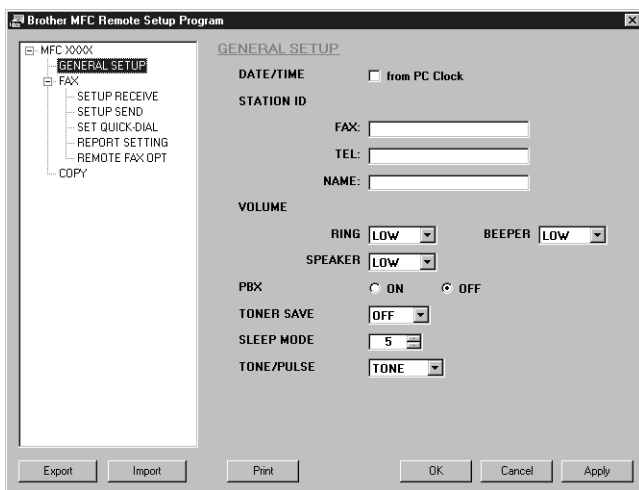 Brother MFC Remote Setup Program
MFC XXXX
GENERAL SETUP
FAX
SETUP RECEIVE
SETUP SEND
SET QUICK-DIAL
REPORT SETTING
REMOTE FAX OPT
COPY
GENERAL SETUP
DATE/TIME from PC Clock
STATION ID
FAX:
TEL:
NAME:
VOLUME
RING LOW BEEPER LOW
SPEAKER LOW
PBX ON OFF
TONER SAVE OFF
SLEEP MODE 5
TONE/PULSE TONE
Export Import Print OK Cancel Apply